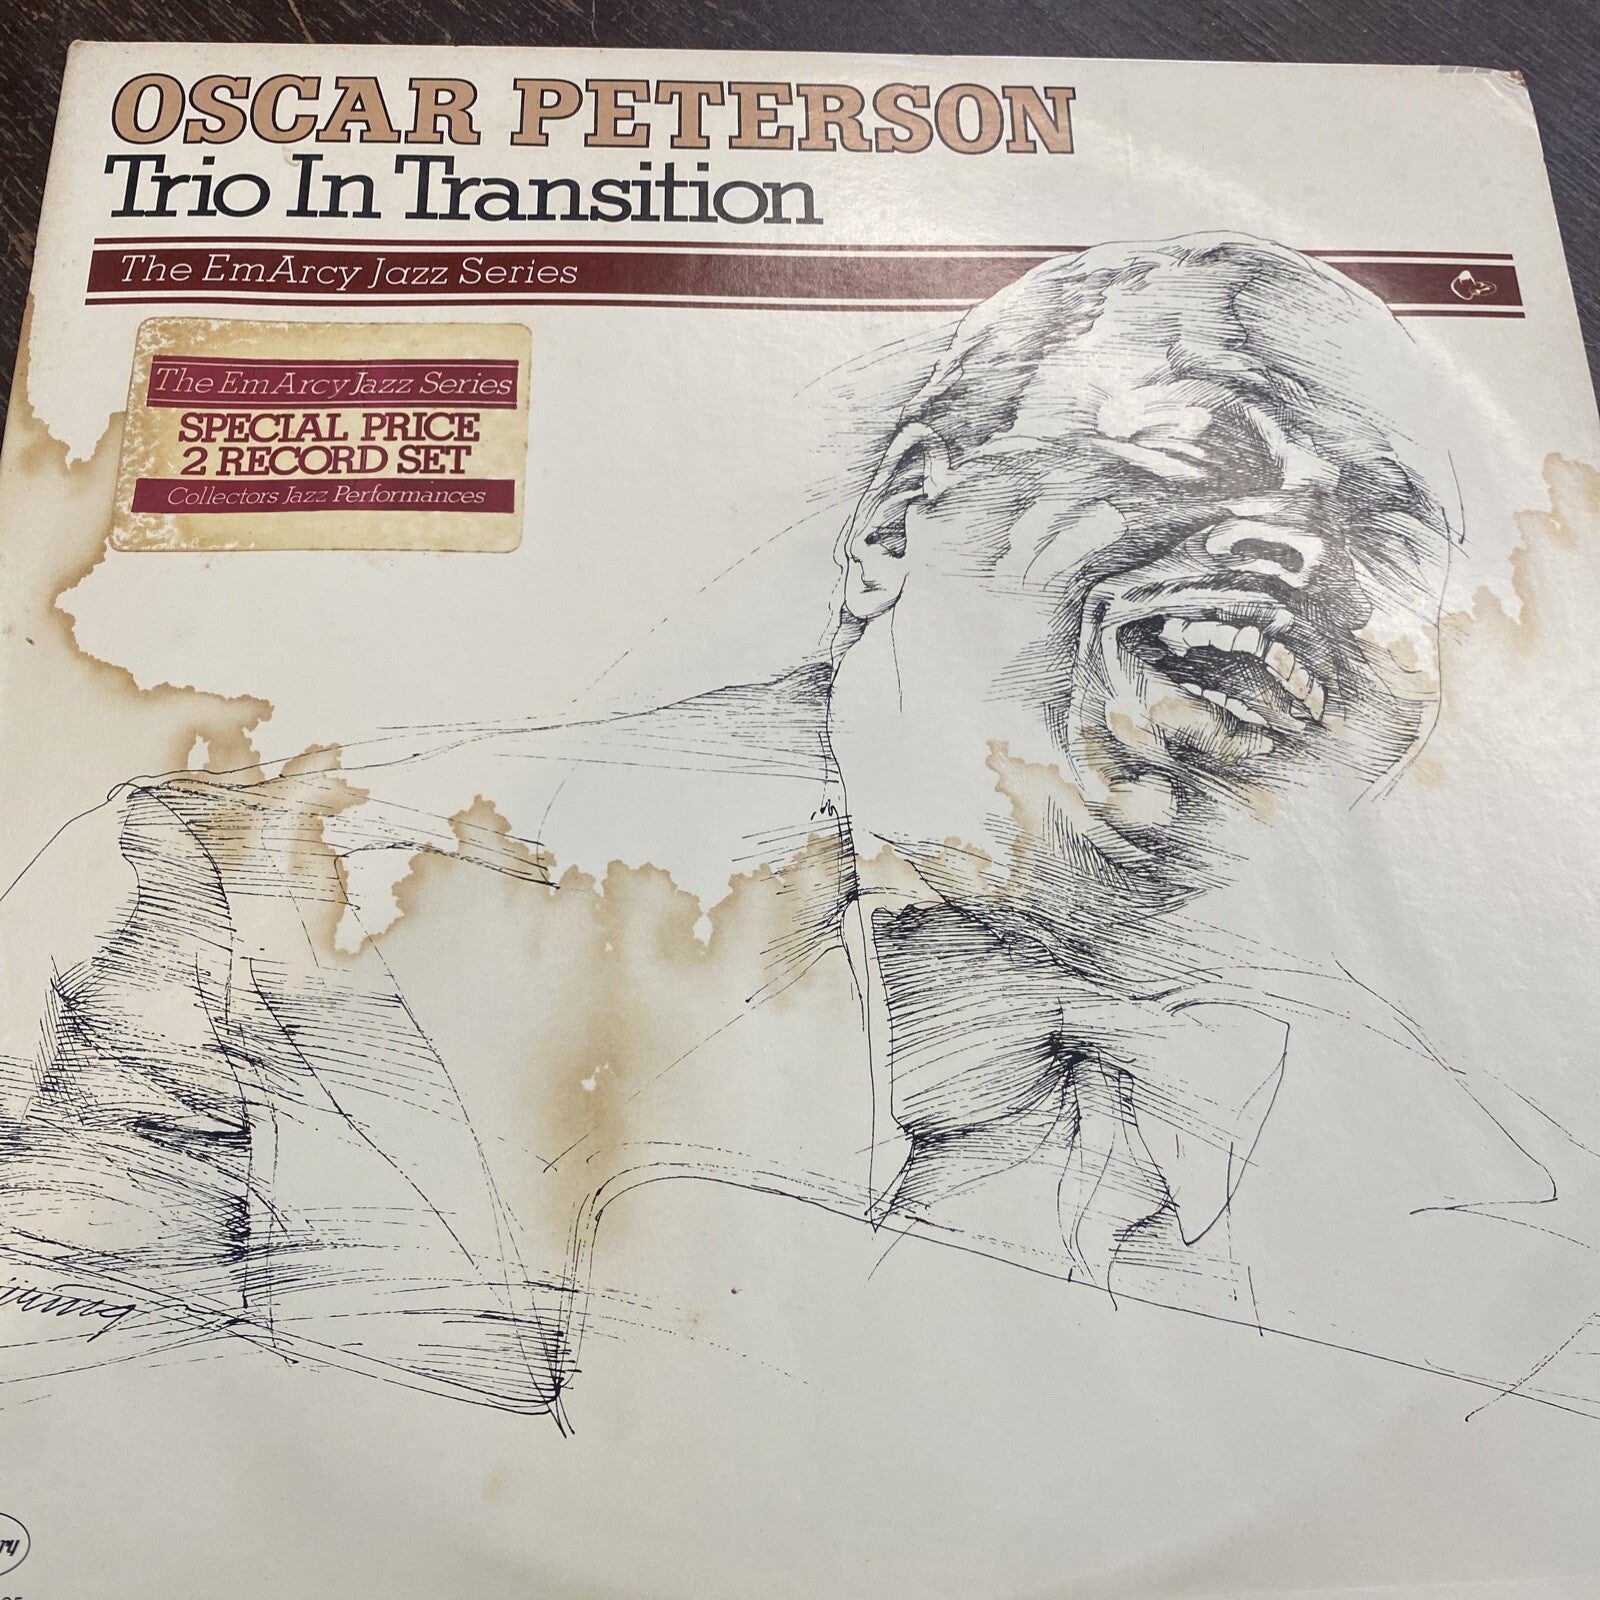 OSCAR PETERSON
Trio In Transition
The EmArcy Jazz Series
The EmArcy Jazz Series
SPECIAL PRICE
2 RECORD SET
Collectors Jazz Performances